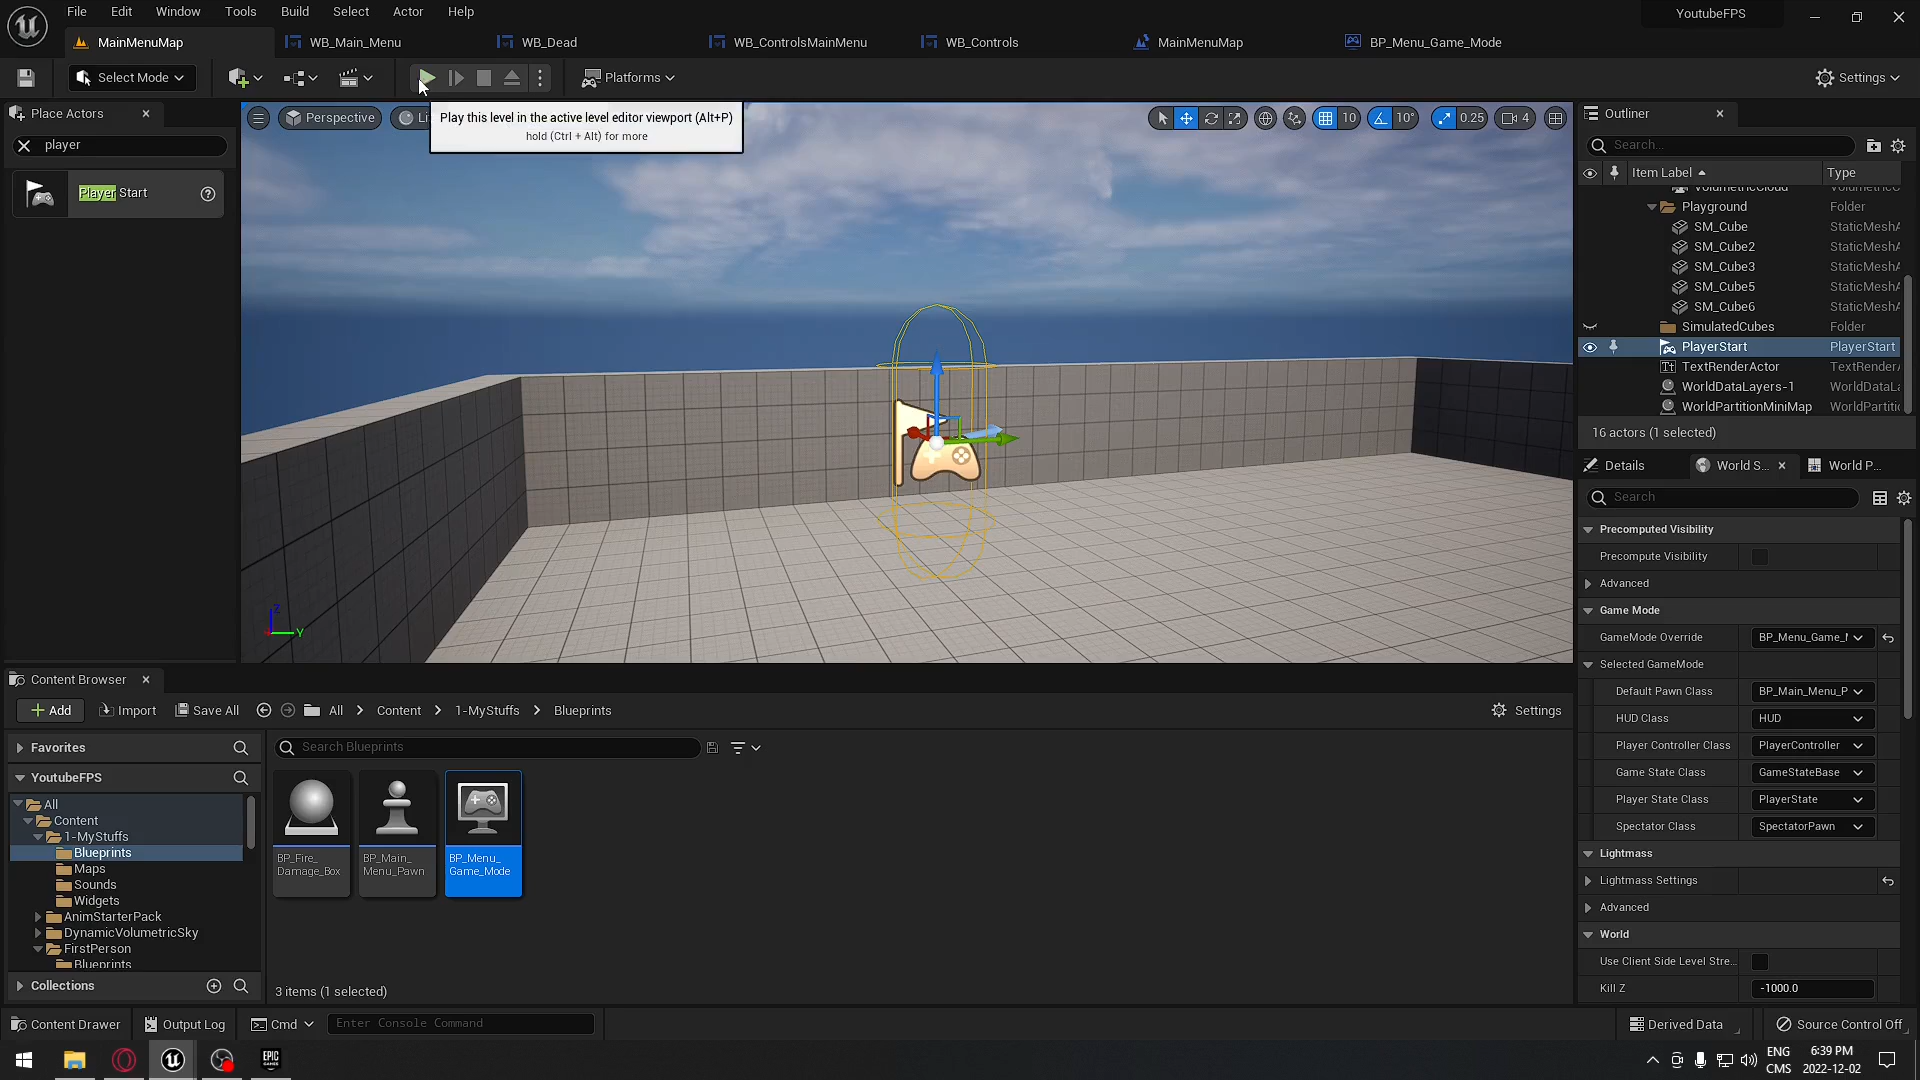 File Edit Window Tools Build Select Actor Help
YoutubeFPS
MainMenuMap
WB_Main_Menu
WB_Dead
WB_ControlsMainMenu
WB_Controls
MainMenuMap
BP_Menu_Game_Mode
Select Mode
Platforms
Settings
Place Actors
player
Player Start
Perspective
Play this level in the active level editor viewport (Alt+P)
hold (Ctrl + Alt) for more
10
10°
0.25
4
Z
Y
Outliner
Search...
Item Label
Type
Playground Folder
SM_Cube
SM_Cube2
SM_Cube3
SM_Cube5
SM_Cube6
SimulatedCubes Folder
PlayerStart PlayerStart
TextRenderActor
WorldDataLayers-1
WorldPartitionMiniMap
16 actors (1 selected)
Details
World S...
World P...
Search
Precomputed Visibility
Precompute Visibility
Advanced
Game Mode
GameMode Override BP_Menu_Game_
Selected GameMode
Default Pawn Class BP_Main_Menu_P
HUD Class HUD
Player Controller Class PlayerController
Game State Class GameStateBase
Player State Class PlayerState
Spectator Class SpectatorPawn
Lightmass
Lightmass Settings
Advanced
World
Use Client Side Level Stre...
Kill Z -1000.0
Content Browser
Add
Import
Save All
All > Content > 1-MyStuffs > Blueprints
Settings
Favorites
YoutubeFPS
All
Content
1-MyStuffs
Blueprints
Maps
Sounds
Widgets
AnimStarterPack
DynamicVolumetricSky
FirstPerson
Blueprints
Collections
Search Blueprints
BP_Fire_
Damage_Box
BP_Main_
Menu_Pawn
BP_Menu_
Game_Mode
3 items (1 selected)
Content Drawer
Output Log
Cmd
Enter Console Command
Derived Data
Source Control Off
EPIC
GAMES
ENG
CMS
6:39 PM
2022-12-02